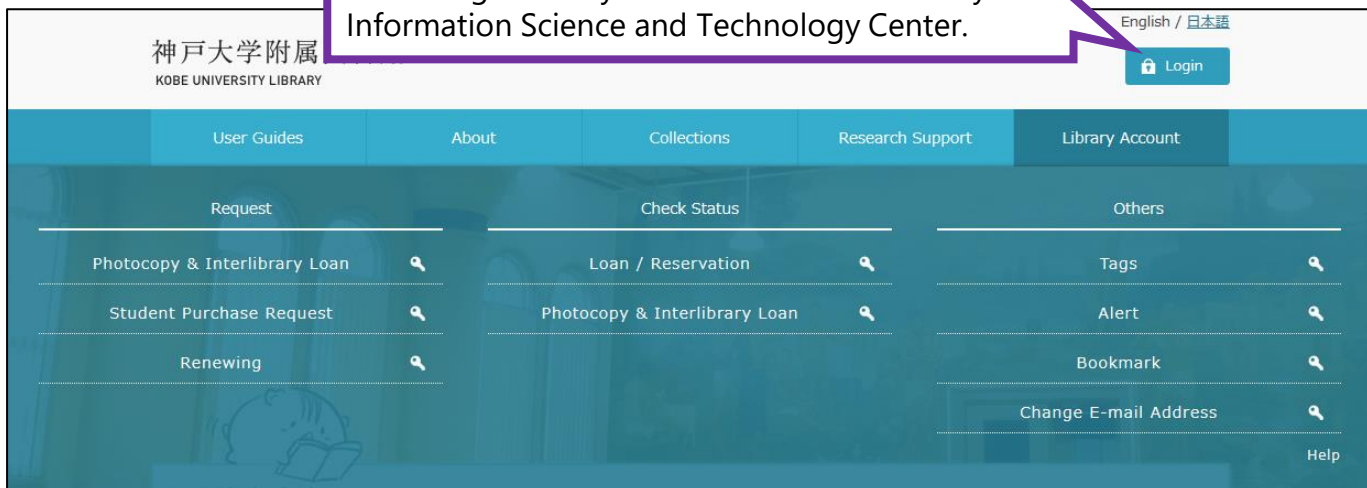 Information Science and Technology Center.
English / 日本語
神戸大学附属
KOBE UNIVERSITY LIBRARY
Login
User Guides About Collections Research Support Library Account
Request Check Status Others
Photocopy & Interlibrary Loan Loan / Reservation Tags
Student Purchase Request Photocopy & Interlibrary Loan Alert
Renewing Bookmark
Change E-mail Address
Help